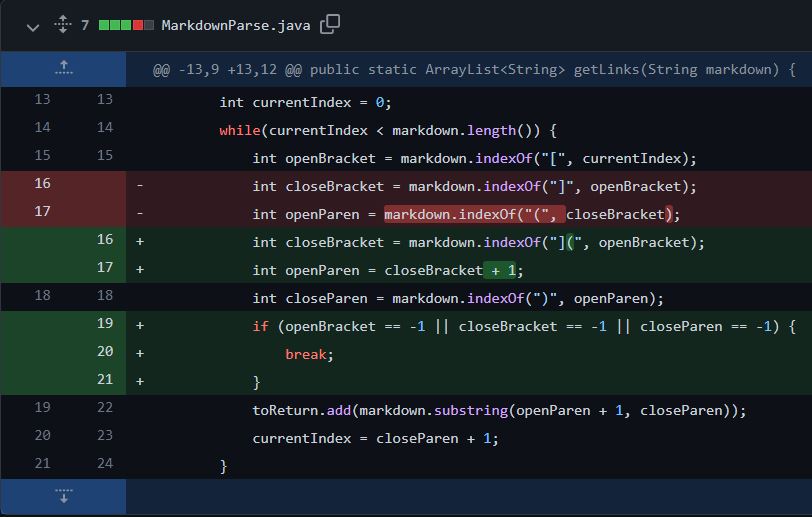 7 MarkdownParse.java
@@ -13,9 +13,12 @@ public static ArrayList<String> getLinks(String markdown) {
13 13 int currentIndex = 0;
14 14 while(currentIndex < markdown.length()) {
15 15 int openBracket = markdown.indexOf("[", currentIndex);
16 - int closeBracket = markdown.indexOf("]", openBracket);
17 - int openParen = markdown.indexOf("(", closeBracket);
16 + int closeBracket = markdown.indexOf("](", openBracket);
17 + int openParen = closeBracket + 1;
18 18 int closeParen = markdown.indexOf(")", openParen);
19 + if (openBracket == -1 || closeBracket == -1 || closeParen == -1) {
20 + break;
21 + }
19 22 toReturn.add(markdown.substring(openParen + 1, closeParen));
20 23 currentIndex = closeParen + 1;
21 24 }